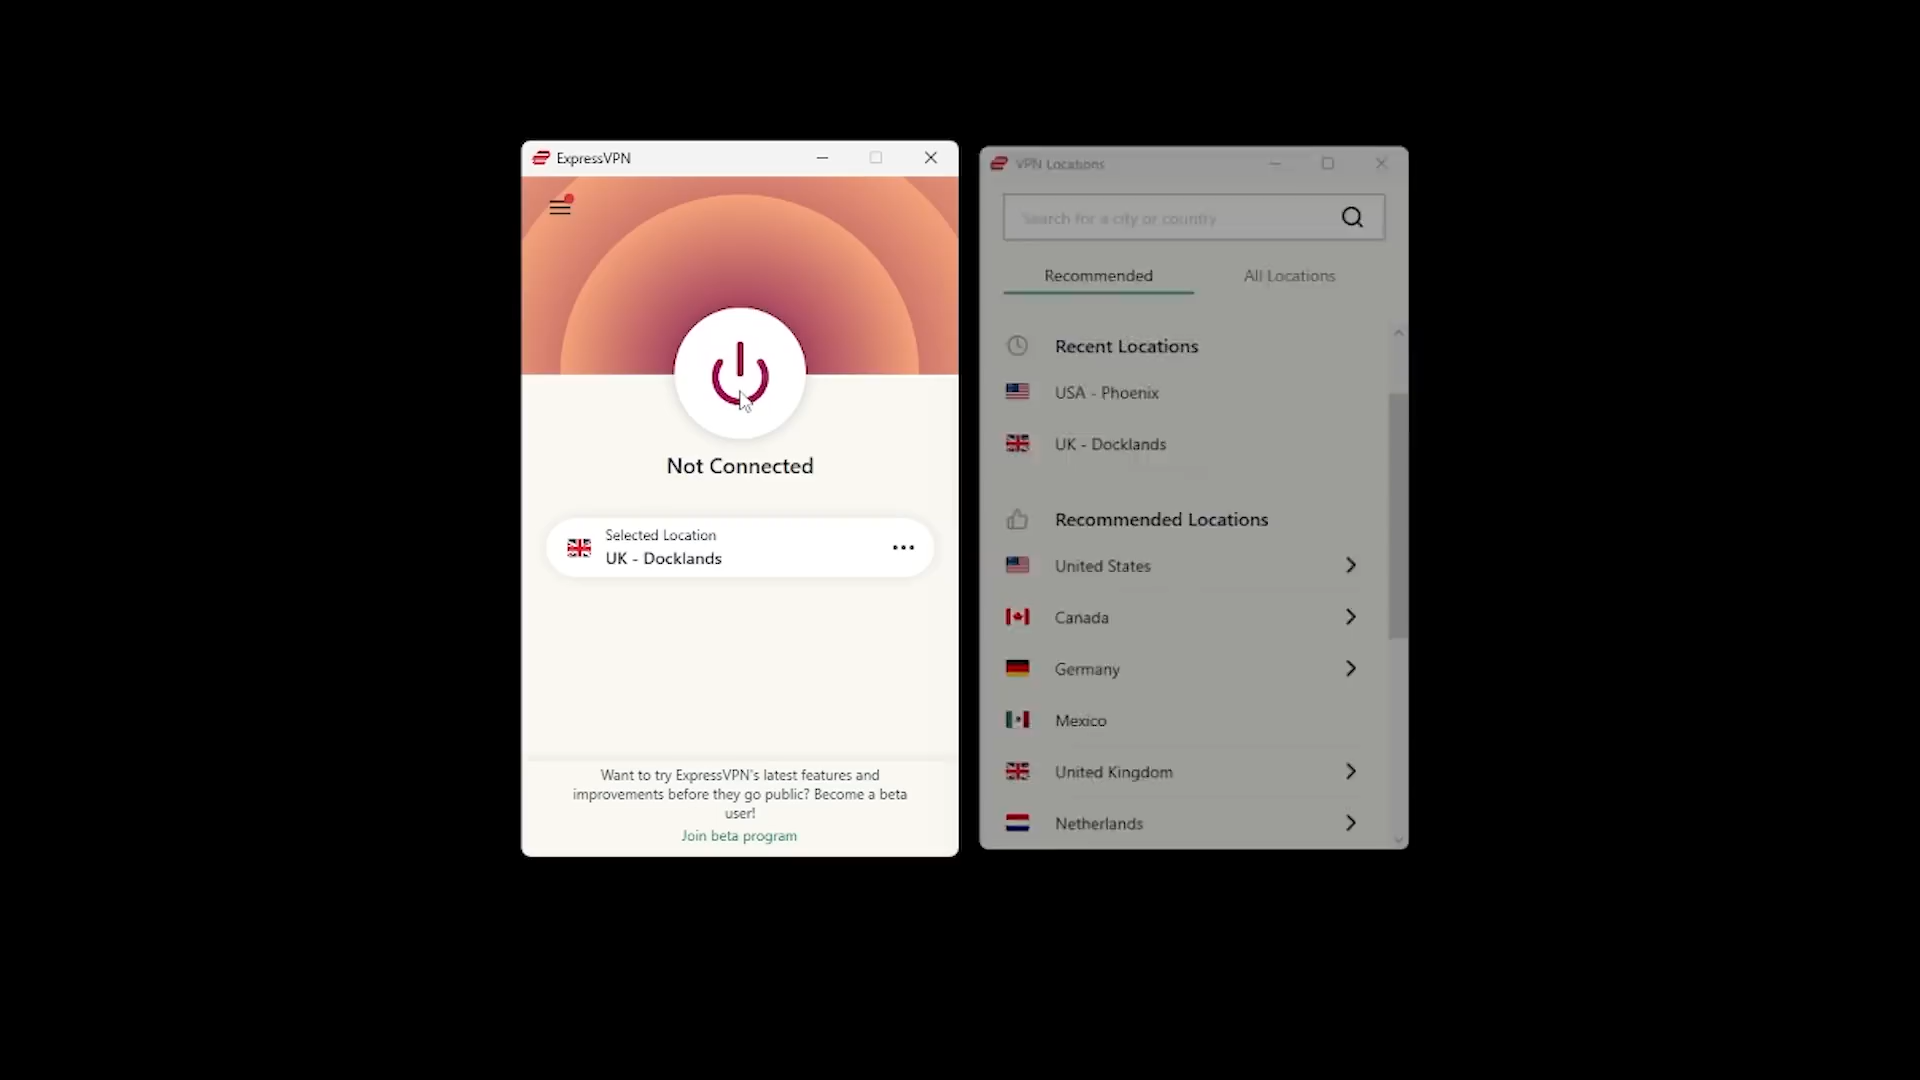 ExpressVPN
Not Connected
Selected Location
UK - Docklands
Want to try ExpressVPN's latest features and
improvements before they go public? Become a beta
user!
Join beta program
VPN Locations
Search for a city or country
Recommended
All Locations
Recent Locations
USA - Phoenix
UK - Docklands
Recommended Locations
United States
Canada
Germany
Mexico
United Kingdom
Netherlands